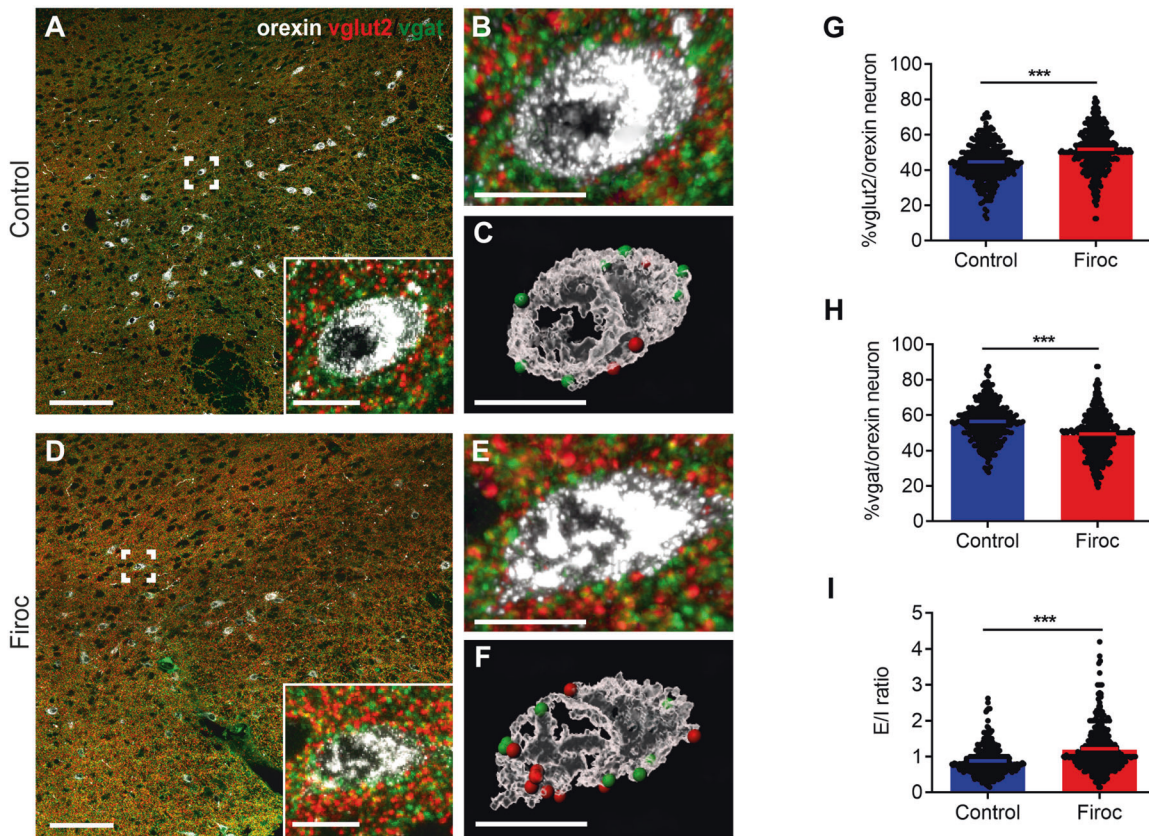 A
orexin vglut2 vgat
Control
B
C
D
Firoc
E
F
G
***
%vglut2/orexin neuron
100
80
60
40
20
0
Control Firoc
H
***
%vgat/orexin neuron
100
80
60
40
20
0
Control Firoc
I
***
E/I ratio
5
4
3
2
1
0
Control Firoc